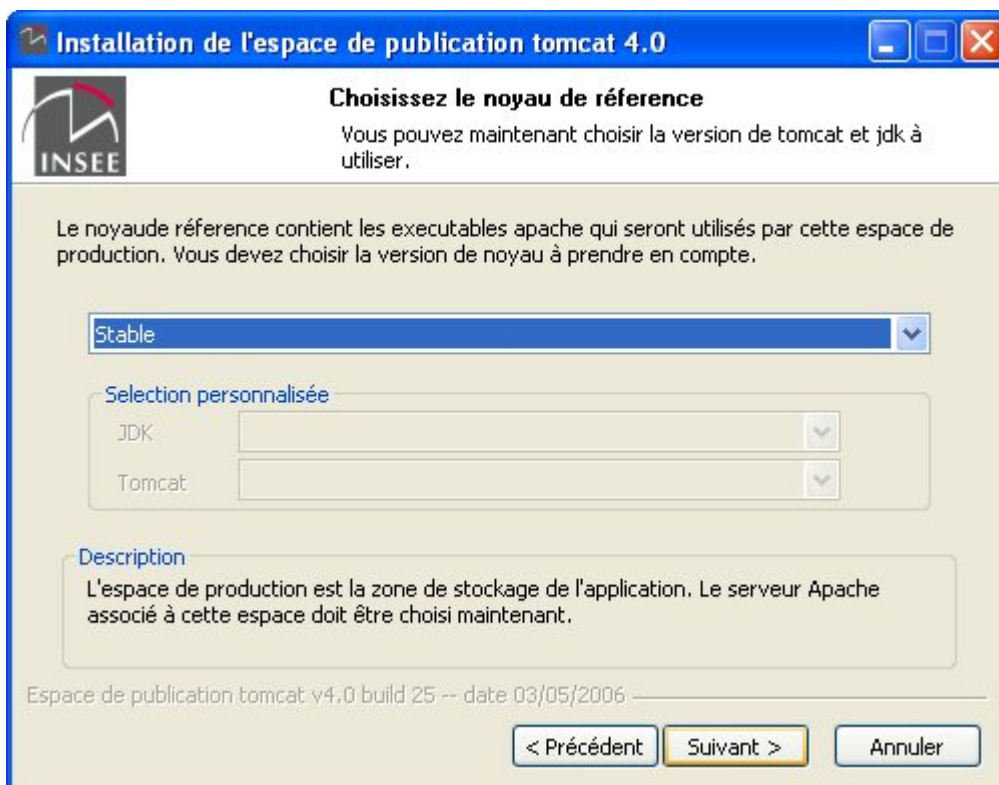 Installation de l'espace de publication tomcat 4.0
INSEE
Choisissez le noyau de réference
Vous pouvez maintenant choisir la version de tomcat et jdk à
utiliser.
Le noyaude réference contient les executables apache qui seront utilisés par cette espace de
production. Vous devez choisir la version de noyau à prendre en compte.
Stable
Selection personnalisée
JDK
Tomcat
Description
L'espace de production est la zone de stockage de l'application. Le serveur Apache
associé à cette espace doit être choisi maintenant.
Espace de publication tomcat v4.0 build 25 -- date 03/05/2006
< Précédent Suivant > Annuler